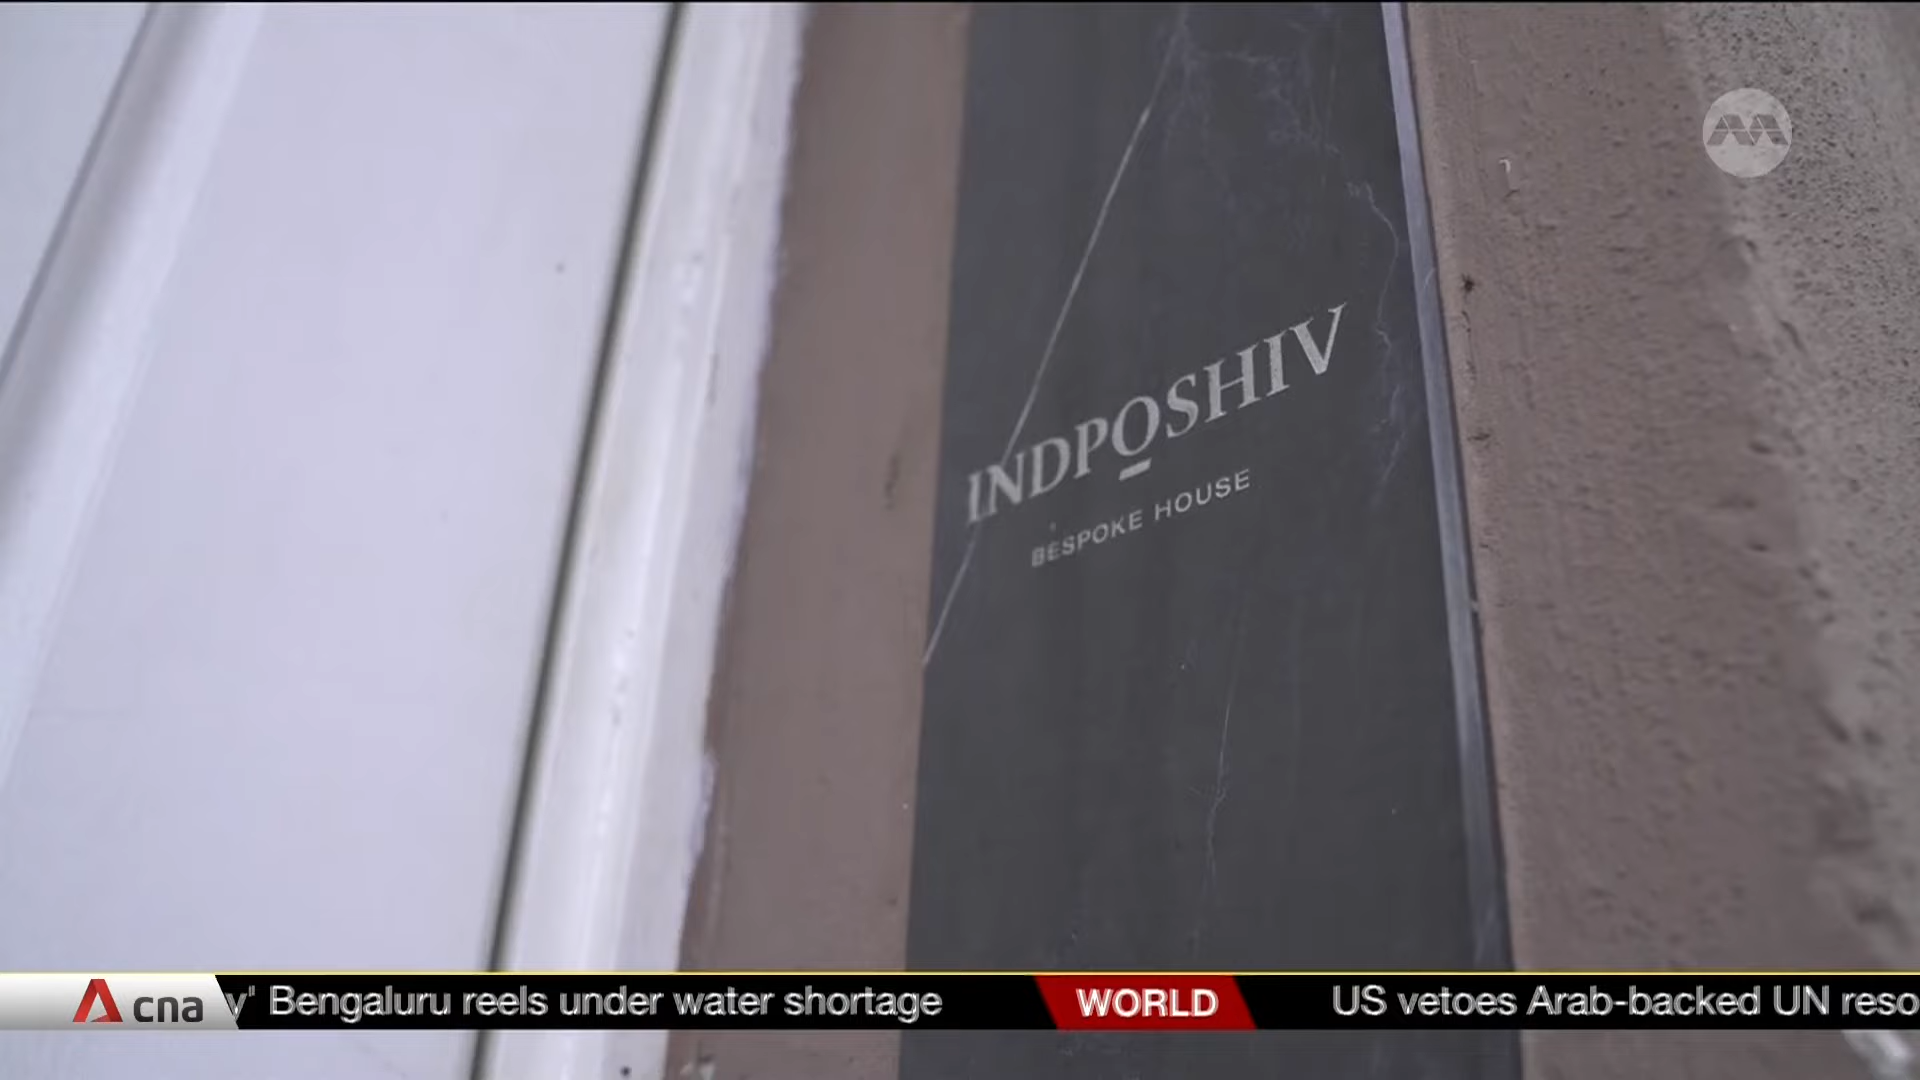 INDPOSHIV
BESPOKE HOUSE
cna
y' Bengaluru reels under water shortage
WORLD
US vetoes Arab-backed UN reso